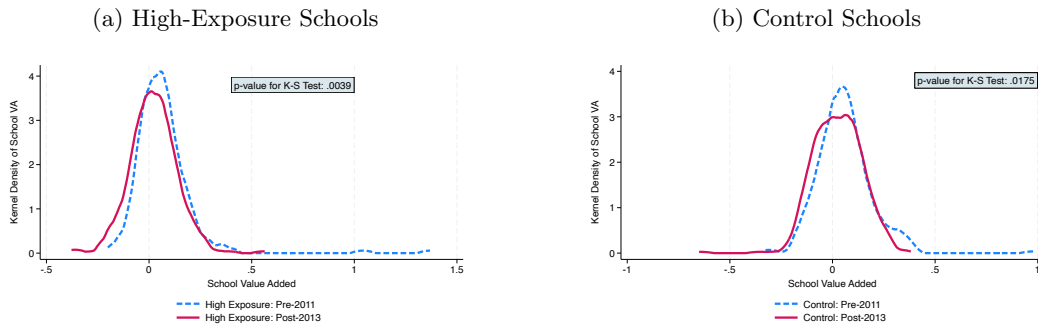 (a) High-Exposure Schools
p-value for K-S Test: .0039
Kernel Density of School VA
4
3
2
1
0
-.5
0
.5
1
1.5
School Value Added
High Exposure: Pre-2011
High Exposure: Post-2013
(b) Control Schools
p-value for K-S Test: .0175
Kernel Density of School VA
4
3
2
1
0
-1
-.5
0
.5
1
School Value Added
Control: Pre-2011
Control: Post-2013